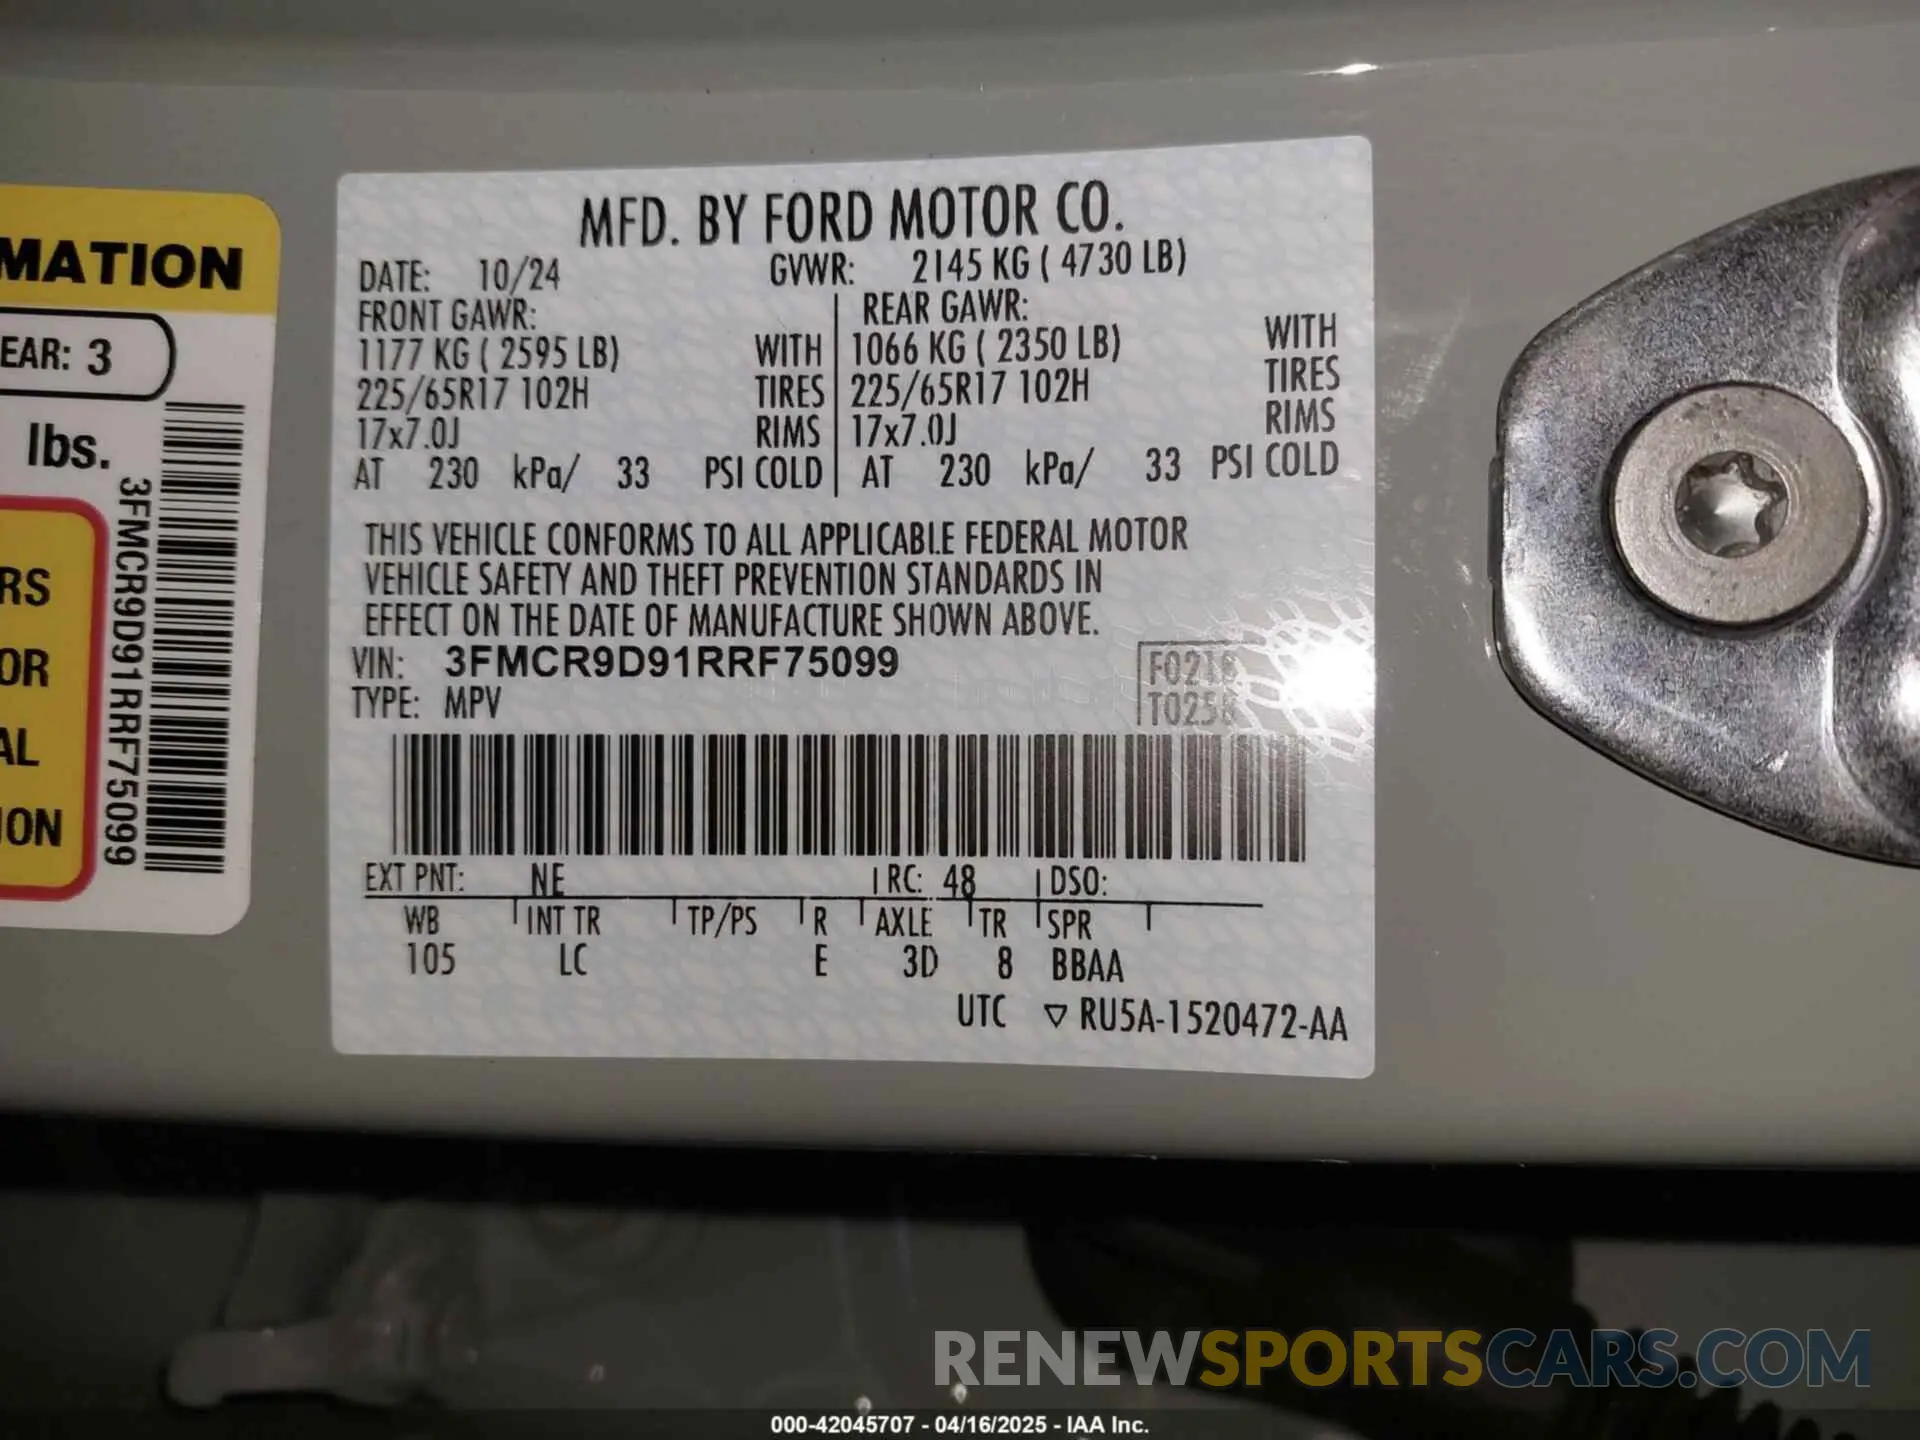 MATION
EAR: 3
lbs.
RS
OR
AL
ION
3FMCR9D91RRF75099
MFD. BY FORD MOTOR CO.
DATE: 10/24 GVWR: 2145 KG ( 4730 LB)
FRONT GAWR: REAR GAWR:
1177 KG ( 2595 LB) WITH 1066 KG ( 2350 LB) WITH
225/65R17 102H TIRES 225/65R17 102H TIRES
17x7.0J RIMS 17x7.0J RIMS
AT 230 kPa/ 33 PSI COLD AT 230 kPa/ 33 PSI COLD
THIS VEHICLE CONFORMS TO ALL APPLICABLE FEDERAL MOTOR
VEHICLE SAFETY AND THEFT PREVENTION STANDARDS IN
EFFECT ON THE DATE OF MANUFACTURE SHOWN ABOVE.
VIN: 3FMCR9D91RRF75099
TYPE: MPV
EXT PNT: NE RC: 48 DSO:
WB INT TR TP/PS R AXLE TR SPR
105 LC E 3D 8 BBAA
UTC ▽ RU5A-1520472-AA
RENEWSPORTSCARS.COM
000-42045707 - 04/16/2025 - IAA Inc.